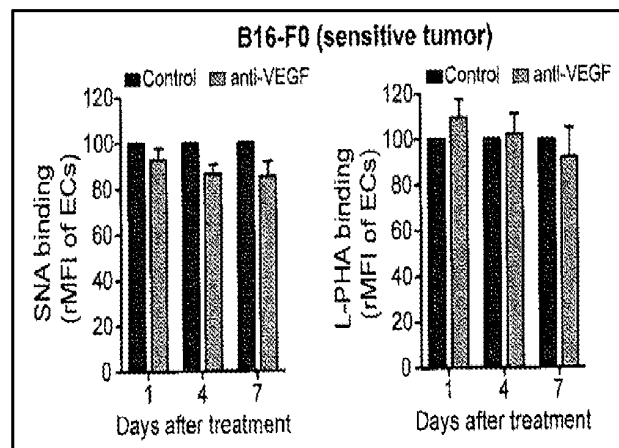 B16-F0 (sensitive tumor)
Control anti-VEGF
120
100
80
60
40
20
0
SNA binding
(rMFI of ECs)
1 4 7
Days after treatment
Control anti-VEGF
120
100
80
60
40
20
0
L-PHA binding
(rMFI of ECs)
1 4 7
Days after treatment